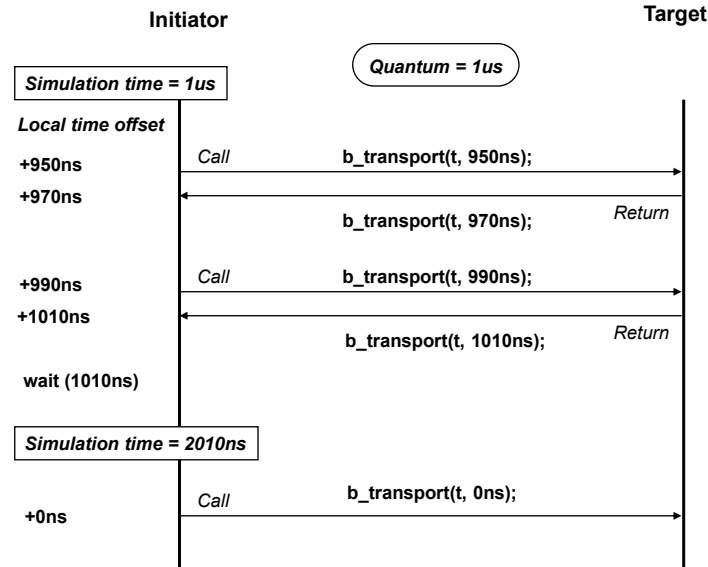 Initiator
Target
Simulation time = 1us
Quantum = 1us
Local time offset
+950ns
Call
b_transport(t, 950ns);
+970ns
b_transport(t, 970ns);
Return
+990ns
Call
b_transport(t, 990ns);
+1010ns
b_transport(t, 1010ns);
Return
wait (1010ns)
Simulation time = 2010ns
+0ns
Call
b_transport(t, 0ns);